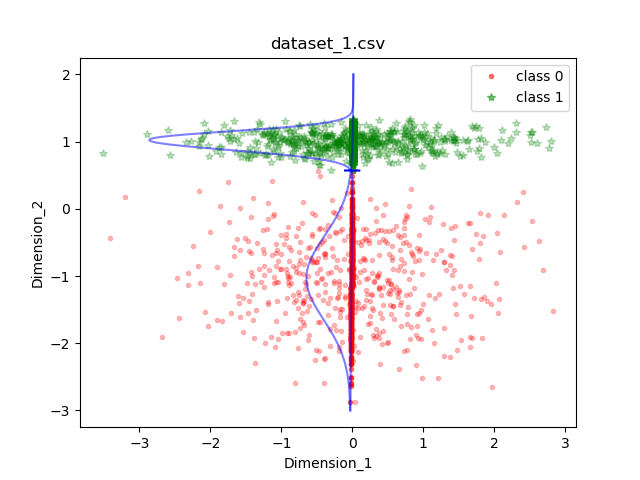 dataset_1.csv
class 0
class 1
Dimension_2
2
1
0
−1
−2
−3
−3 −2 −1 0 1 2 3
Dimension_1